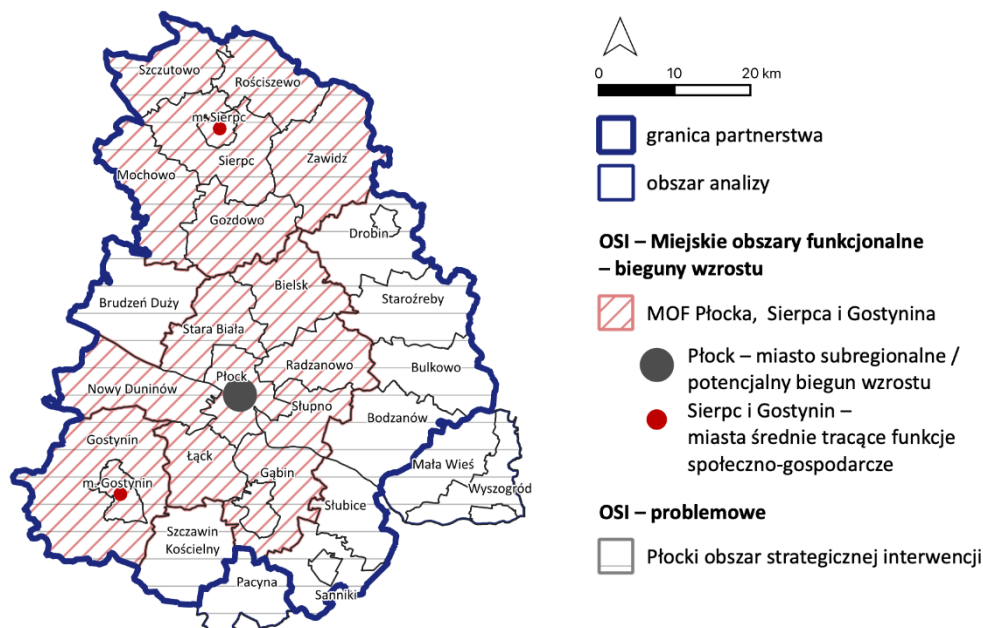 Szczutowo
Rościszewo
m. Sierpc
Sierpc
Zawidz
Mochowo
Gozdowo
Drobin
Bielsk
Brudzeń Duży
Staroźreby
Stara Biała
Radzanowo
Płock
Bulkowo
Nowy Duninów
Słupno
Bodzanów
Gostynin
Łąck
Gąbin
Mała Wieś
m. Gostynin
Wyszogród
Słubice
Szczawin
Kościelny
Pacyna
Sanniki
0 10 20 km
granica partnerstwa
obszar analizy
OSI – Miejskie obszary funkcjonalne
– bieguny wzrostu
MOF Płocka, Sierpca i Gostynina
Płock – miasto subregionalne /
potencjalny biegun wzrostu
Sierpc i Gostynin –
miasta średnie tracące funkcje
społeczno-gospodarcze
OSI – problemowe
Płocki obszar strategicznej interwencji